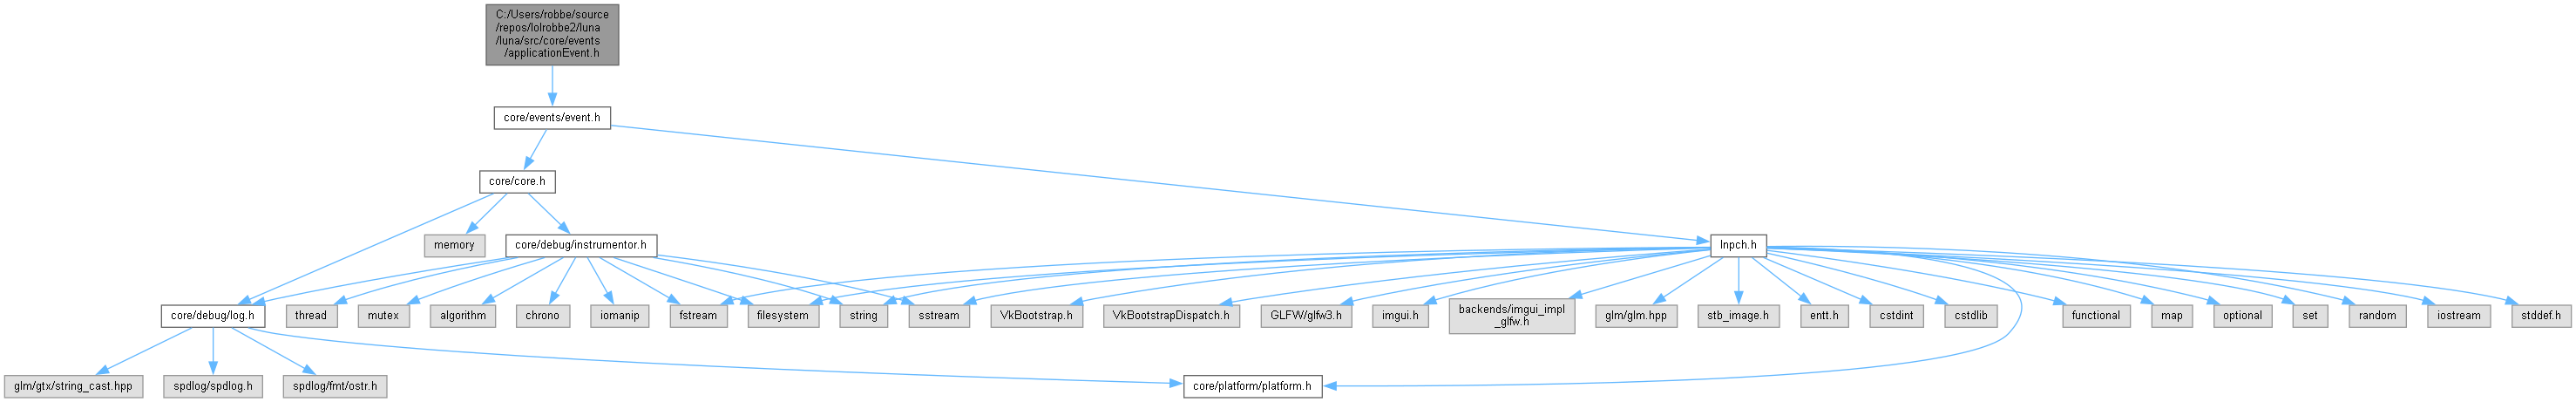 C:/Users/robbe/source
/repos/lolrobbe2/luna
/luna/src/core/events
/applicationEvent.h
core/events/event.h
core/core.h
memory
core/debug/instrumentor.h
lnpch.h
core/debug/log.h
thread
mutex
algorithm
chrono
iomanip
fstream
filesystem
string
sstream
VkBootstrap.h
VkBootstrapDispatch.h
GLFW/glfw3.h
imgui.h
backends/imgui_impl
_glfw.h
glm/glm.hpp
stb_image.h
entt.h
cstdint
cstdlib
functional
map
optional
set
random
iostream
stddef.h
glm/gtx/string_cast.hpp
spdlog/spdlog.h
spdlog/fmt/ostr.h
core/platform/platform.h